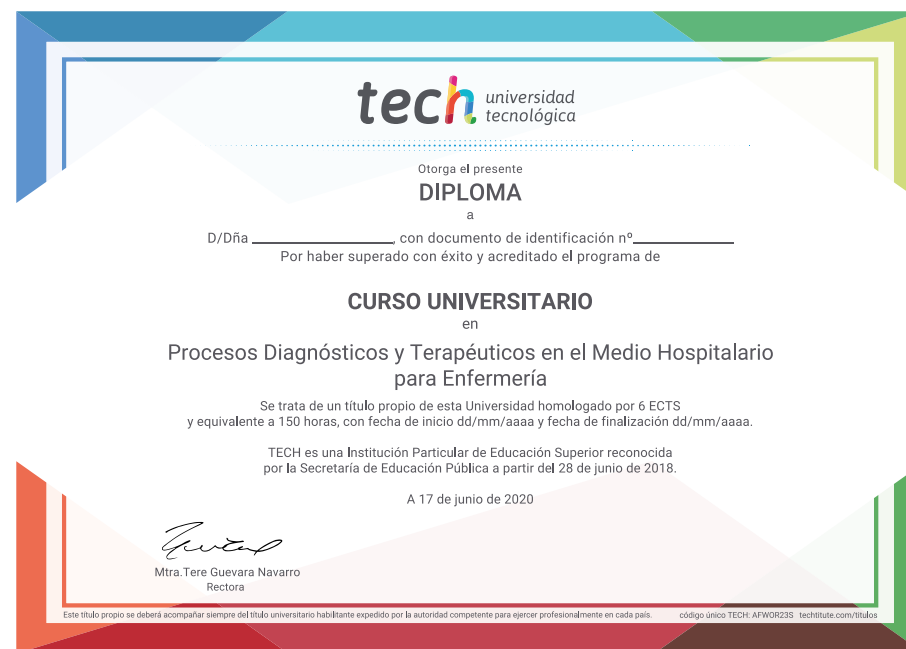 tech universidad
tecnológica
Otorga el presente
DIPLOMA
a
D/Dña ____________________, con documento de identificación nº______________
Por haber superado con éxito y acreditado el programa de
CURSO UNIVERSITARIO
en
Procesos Diagnósticos y Terapéuticos en el Medio Hospitalario
para Enfermería
Se trata de un título propio de esta Universidad homologado por 6 ECTS
y equivalente a 150 horas, con fecha de inicio dd/mm/aaaa y fecha de finalización dd/mm/aaaa.
TECH es una Institución Particular de Educación Superior reconocida
por la Secretaría de Educación Pública a partir del 28 de junio de 2018.
A 17 de junio de 2020
Mtra.Tere Guevara Navarro
Rectora
Este título propio se deberá acompañar siempre del título universitario habilitante expedido por la autoridad competente para ejercer profesionalmente en cada país. código único TECH: AFWOR23S techtitute.com/titulos